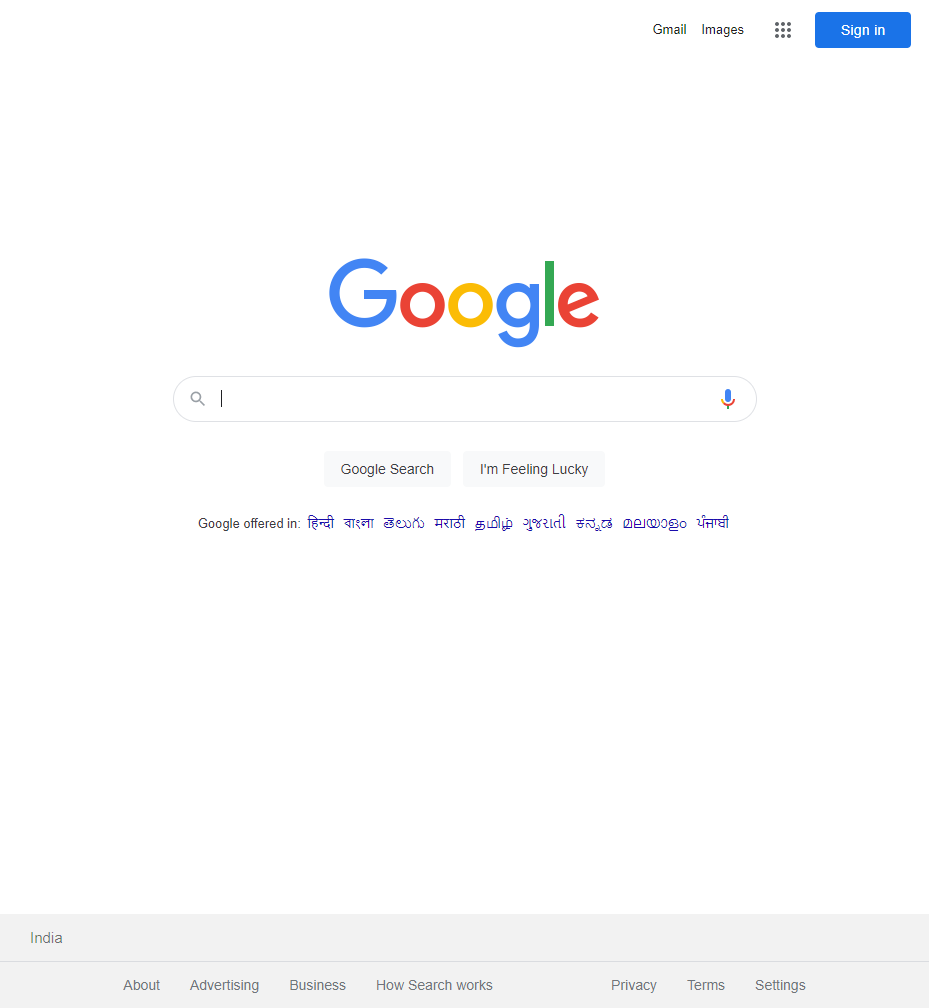 Gmail Images Sign in
Google
Google Search I'm Feeling Lucky
Google offered in: हिन्दी বাংলা తెలుగు मराठी தமிழ் ગુજરાતી ಕನ್ನಡ മലയാളം ਪੰਜਾਬੀ
India
About Advertising Business How Search works Privacy Terms Settings